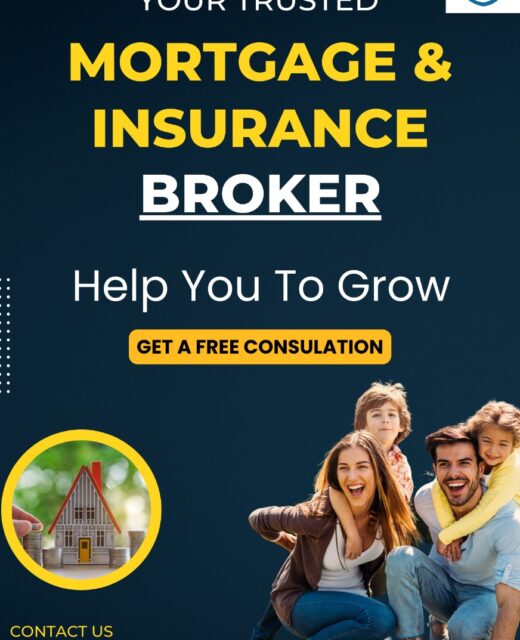 YOUR TRUSTED
MORTGAGE &
INSURANCE
BROKER
Help You To Grow
GET A FREE CONSULATION
CONTACT US